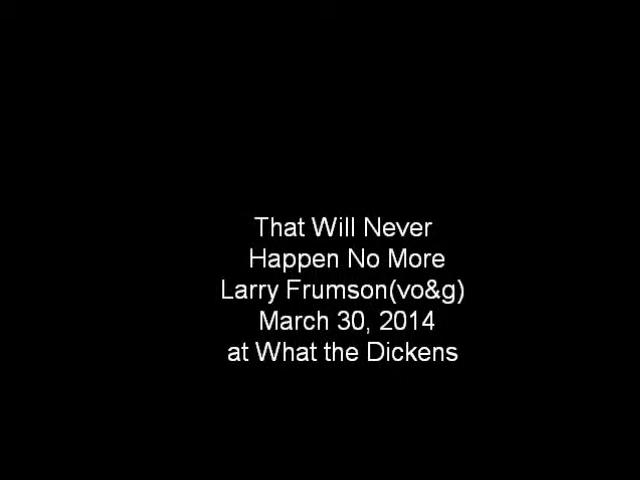 That Will Never
Happen No More
Larry Frumson(vo&g)
March 30, 2014
at What the Dickens